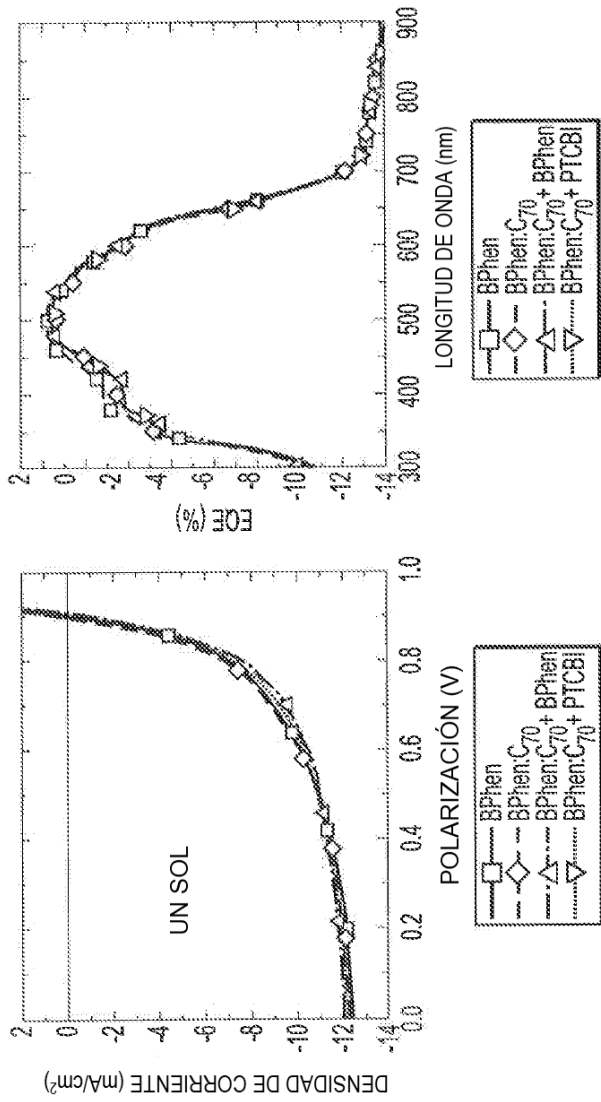 DENSIDAD DE CORRIENTE (mA/cm²)
2
0
-2
-4
-6
-8
-10
-12
-14
UN SOL
0.0
0.2
0.4
0.6
0.8
1.0
POLARIZACIÓN (V)
BPhen
BPhen:C70
BPhen:C70+BPhen
BPhen:C70+PTCBI
EQE (%)
2
0
-2
-4
-6
-8
-10
-12
-14
300
400
500
600
700
800
900
LONGITUD DE ONDA (nm)
BPhen
BPhen:C70
BPhen:C70+BPhen
BPhen:C70+PTCBI